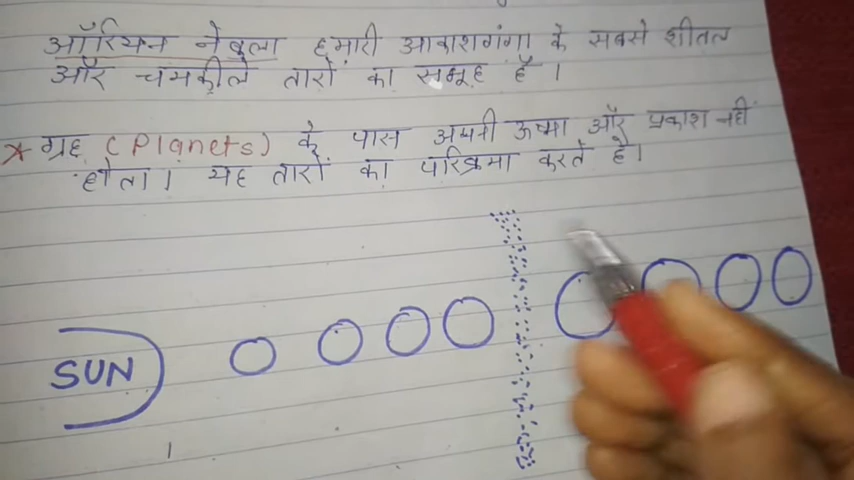 ऑरियन नेबुला हमारी आकाशगंगा के सबसे शीतल
और चमकीले तारों का समूह है ।
* ग्रह (Planets) के पास अपनी ऊष्मा और प्रकाश नहीं
होता । यह तारों का परिक्रमा करते है।
SUN